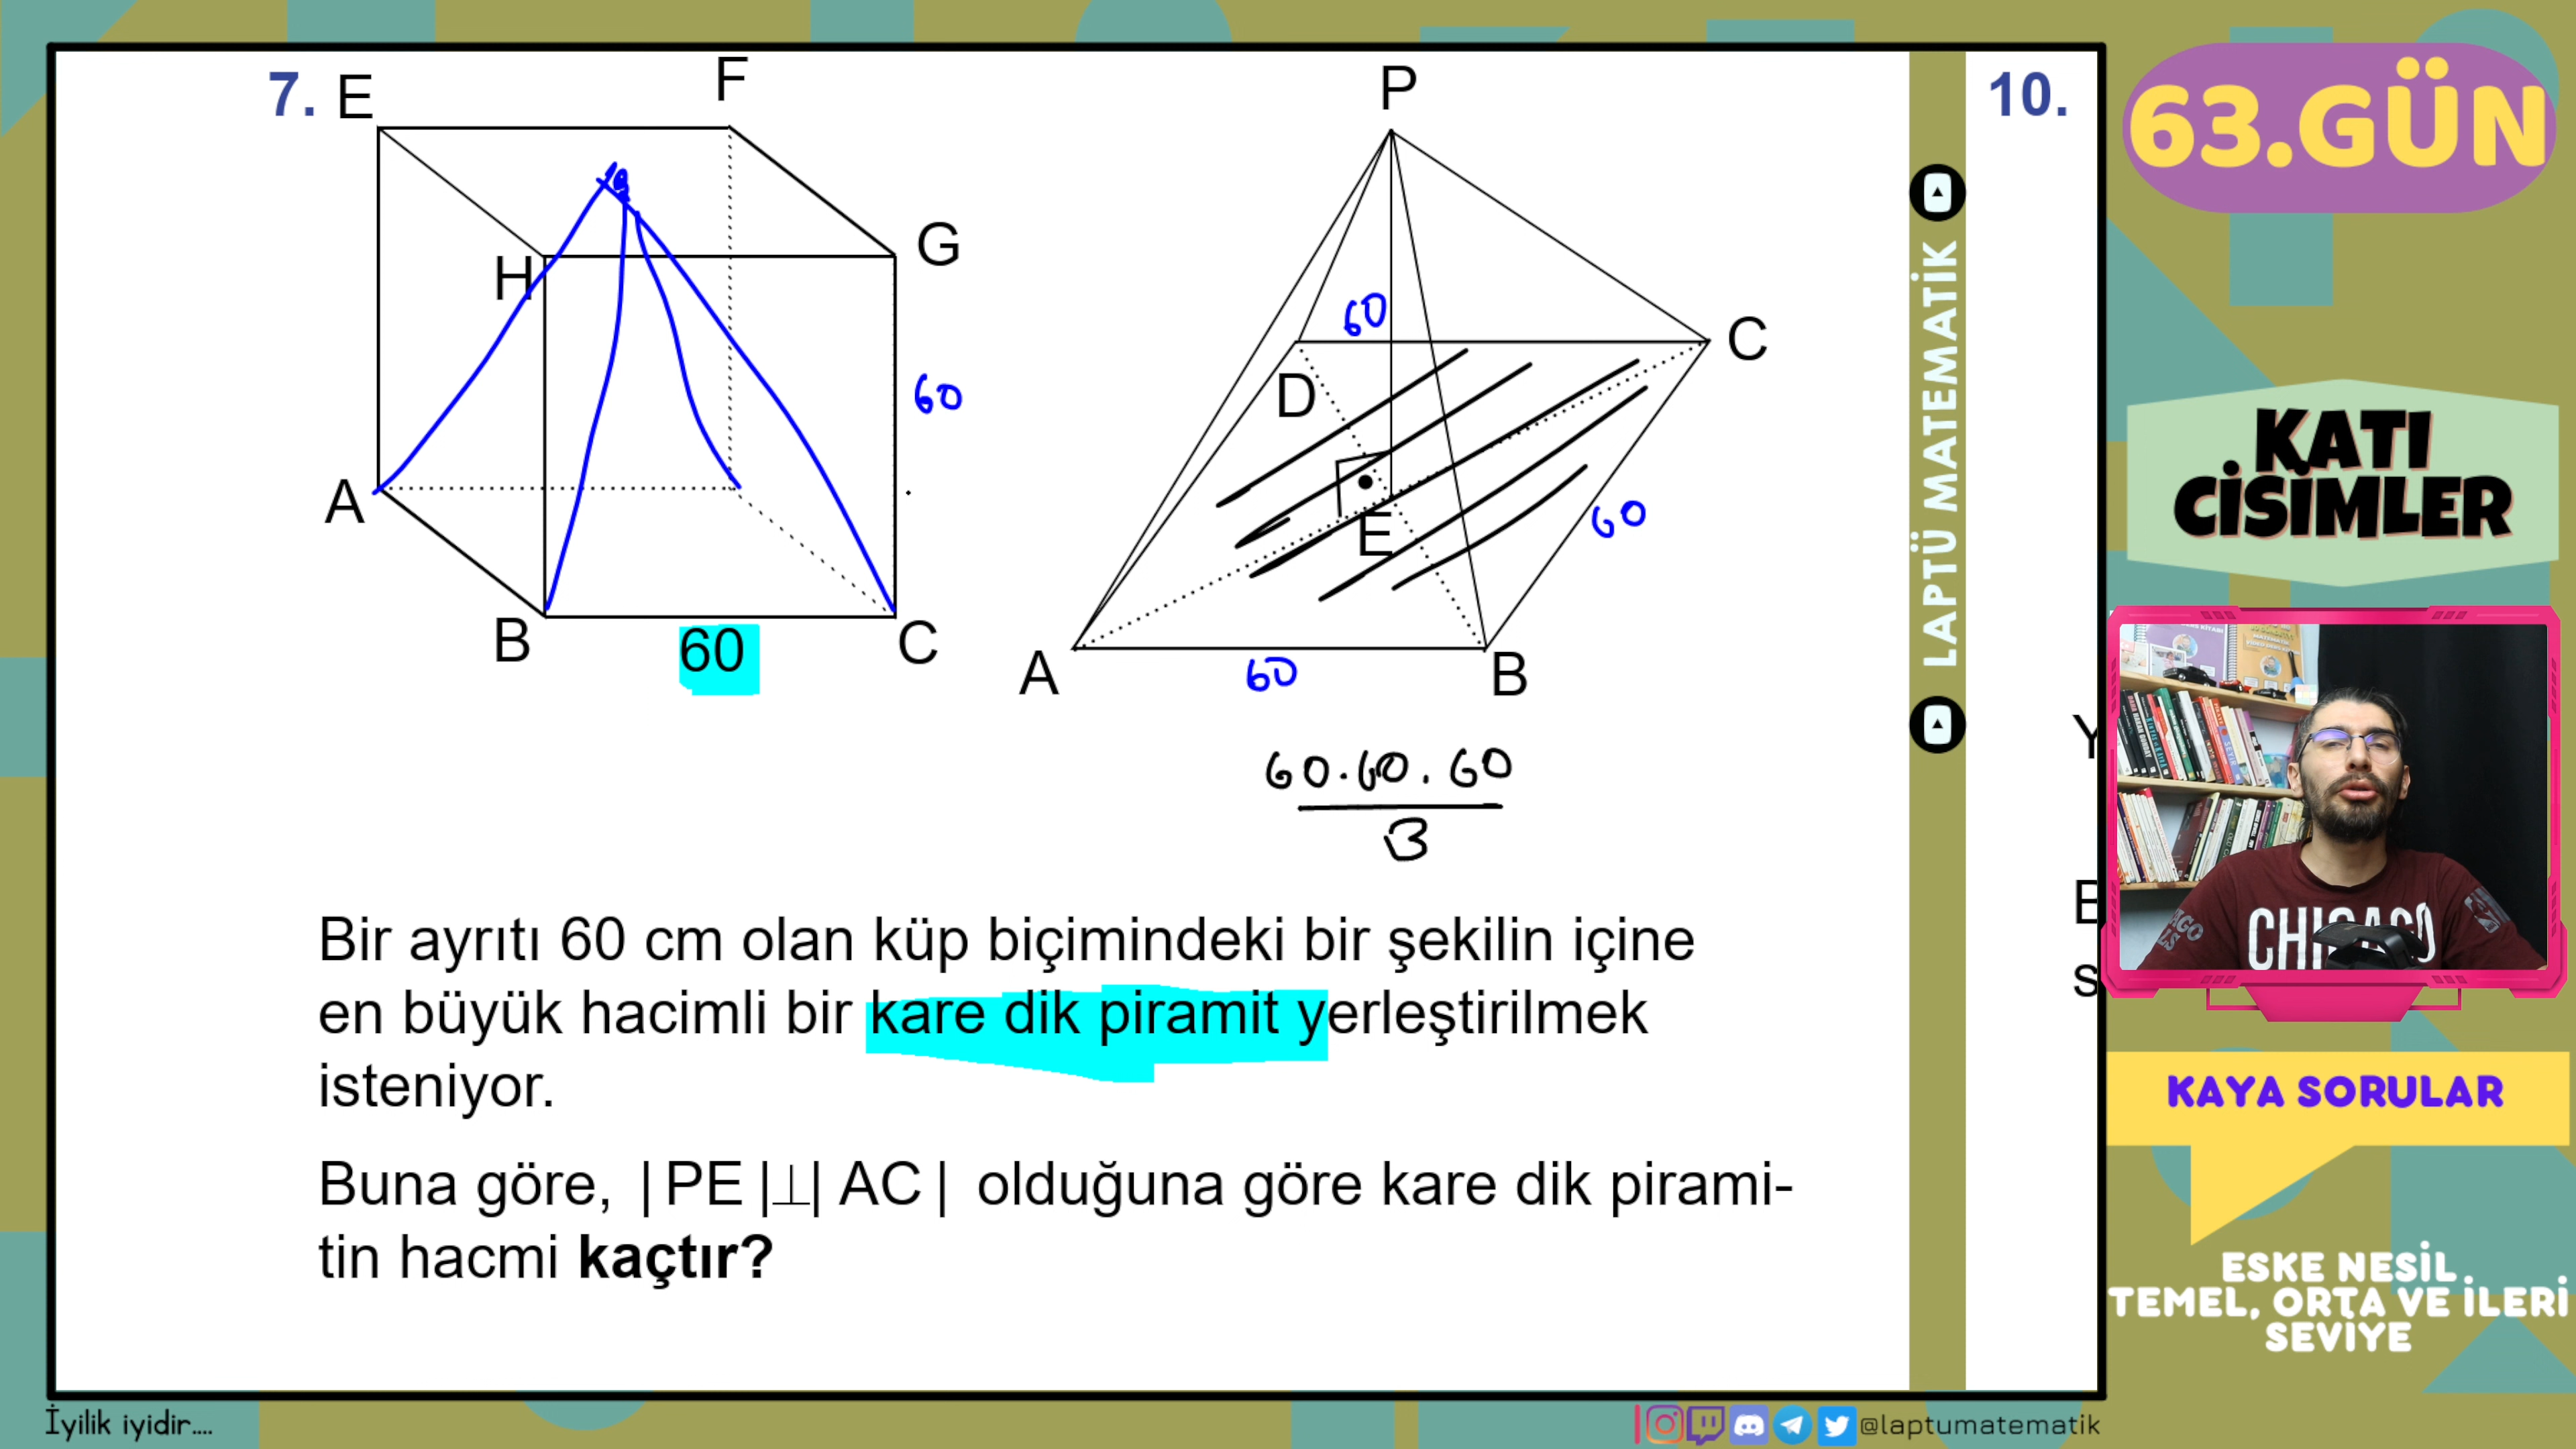 7.
E
F
H
G
60
A
B
60
C
P
60
D
C
E
60
A
60
B
60.60.60
3
Bir ayrıtı 60 cm olan küp biçimindeki bir şekilin içine
en büyük hacimli bir kare dik piramit yerleştirilmek
isteniyor.
Buna göre, |PE|⊥|AC| olduğuna göre kare dik pirami-
tin hacmi kaçtır?
LAPTÜ MATEMATİK
10.
Y
E
s
63.GÜN
KATI
CİSİMLER
CHICAGO
KAYA SORULAR
ESKE NESİL
TEMEL, ORTA VE İLERİ
SEVİYE
İyilik iyidir....
@laptumatematik